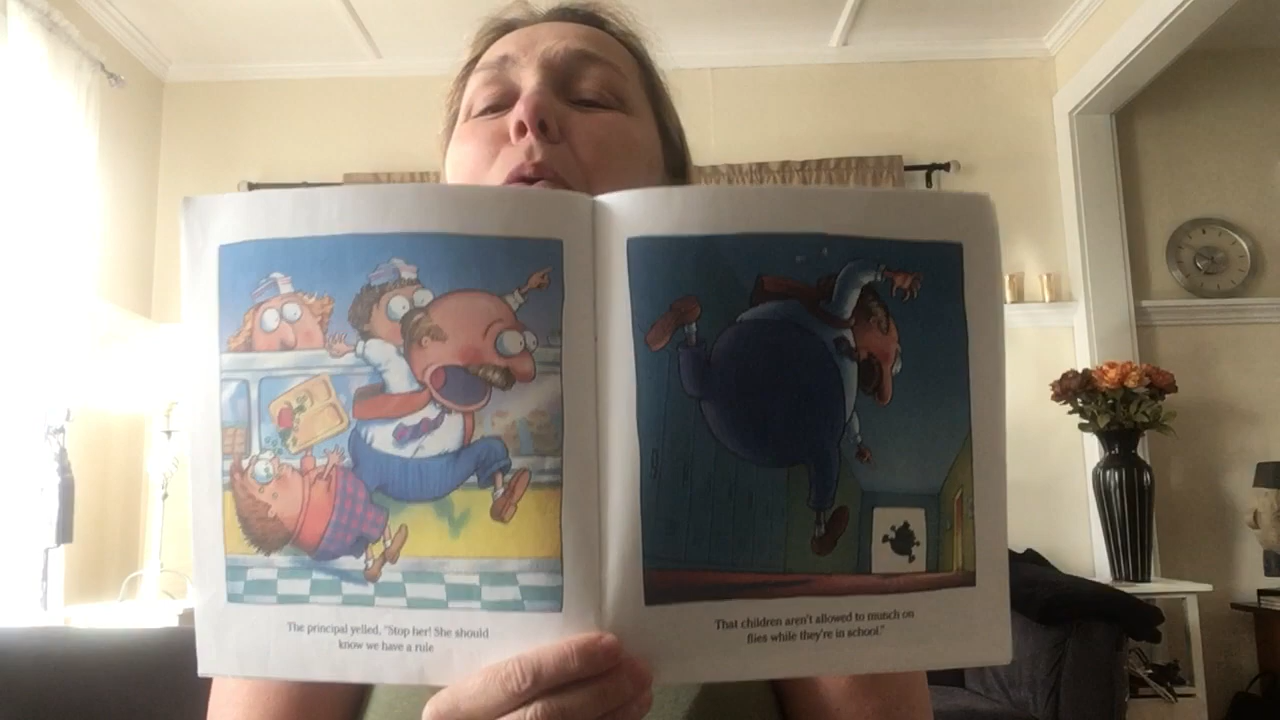 The principal yelled, "Stop her! She should
know we have a rule
That children aren't allowed to munch on
flies while they're in school."